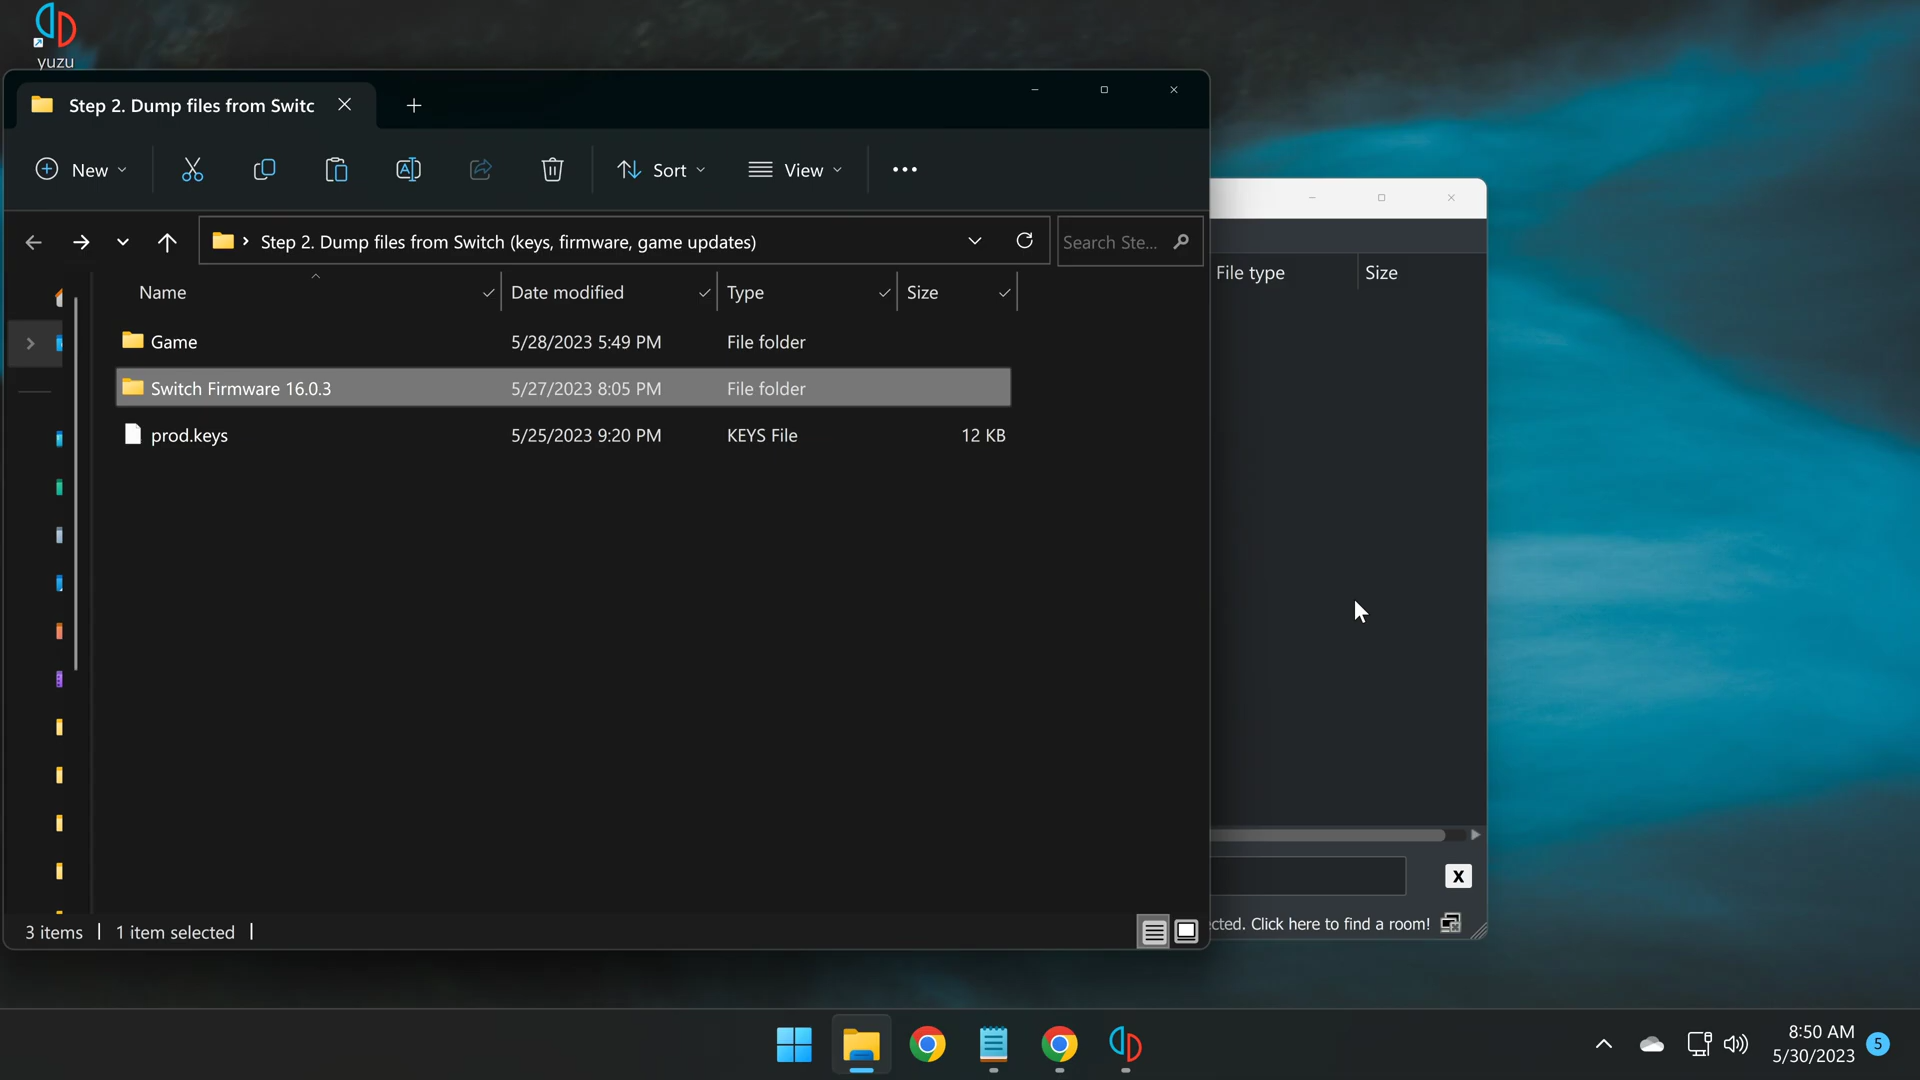 yuzu
Step 2. Dump files from Switc
New
Sort
View
Step 2. Dump files from Switch (keys, firmware, game updates)
Search Ste...
Name
Date modified
Type
Size
File type
Size
Game
5/28/2023 5:49 PM
File folder
Switch Firmware 16.0.3
5/27/2023 8:05 PM
File folder
prod.keys
5/25/2023 9:20 PM
KEYS File
12 KB
X
cted. Click here to find a room!
3 items
1 item selected
8:50 AM
5/30/2023
5